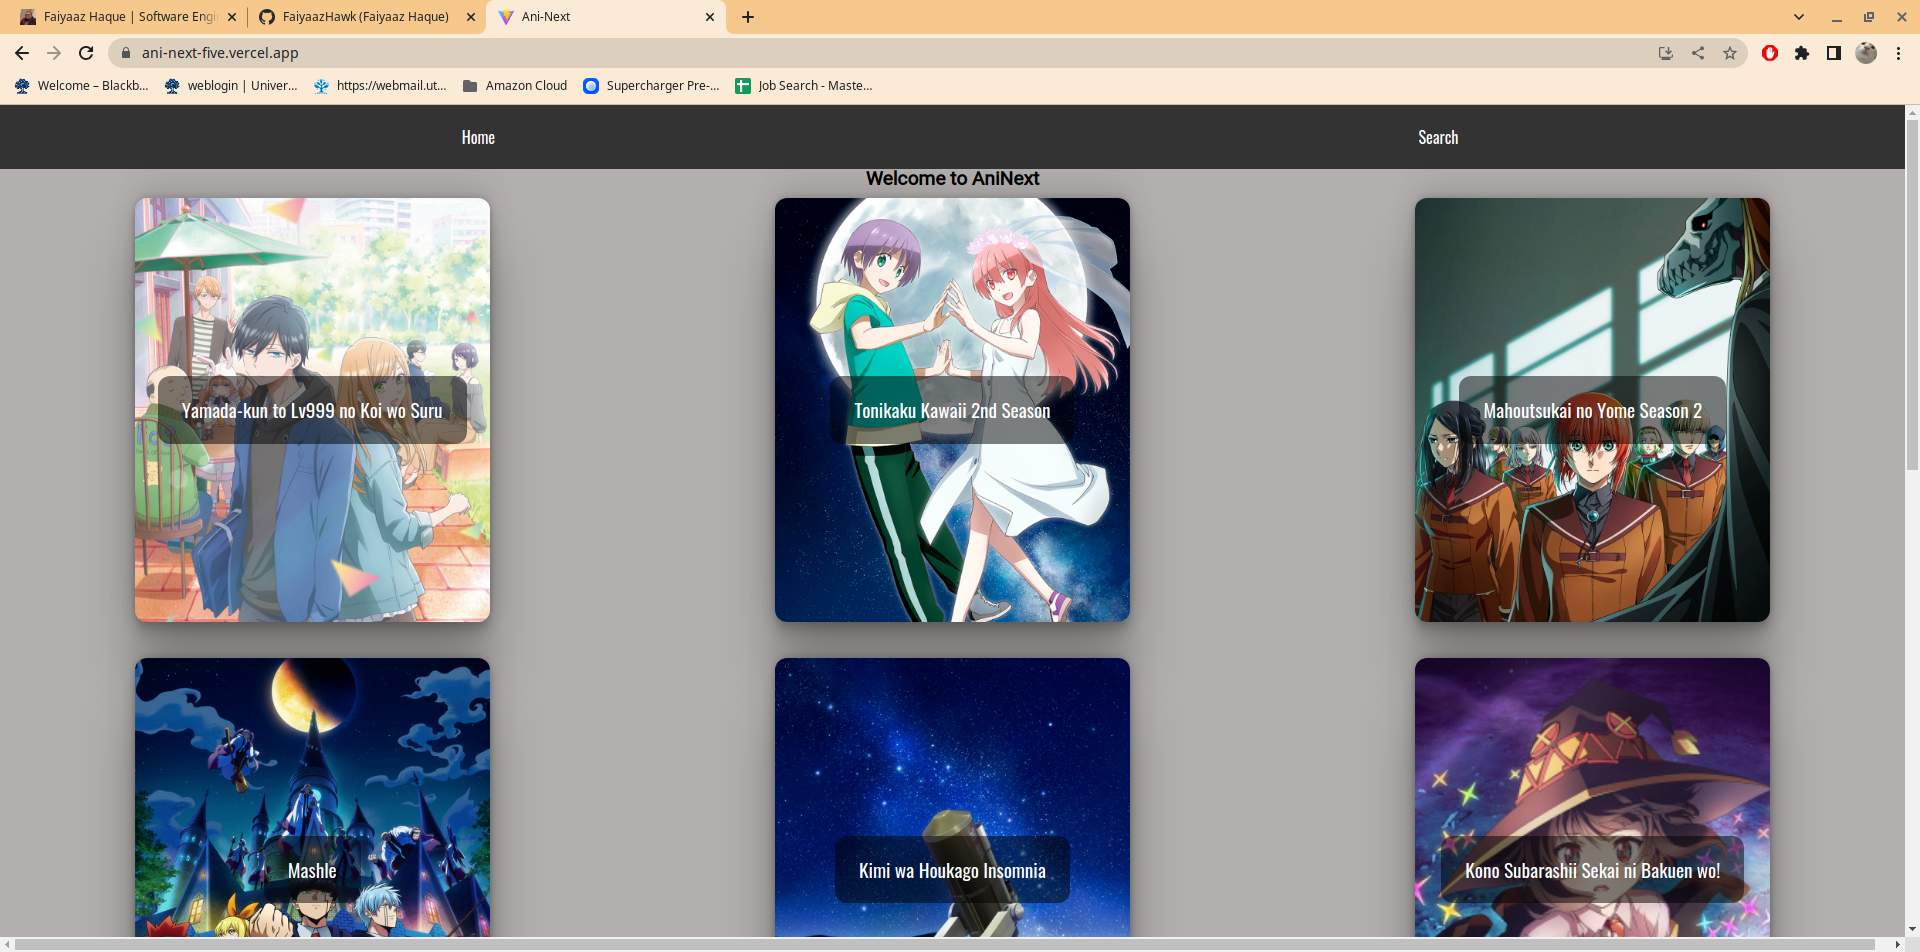 Faiyaaz Haque | Software Engi
FaiyaazHawk (Faiyaaz Haque)
Ani-Next
ani-next-five.vercel.app
Welcome – Blackb...
weblogin | Univer...
https://webmail.ut...
Amazon Cloud
Supercharger Pre-...
Job Search - Maste...
Home
Search
Welcome to AniNext
Yamada-kun to Lv999 no Koi wo Suru
Tonikaku Kawaii 2nd Season
Mahoutsukai no Yome Season 2
Mashle
Kimi wa Houkago Insomnia
Kono Subarashii Sekai ni Bakuen wo!